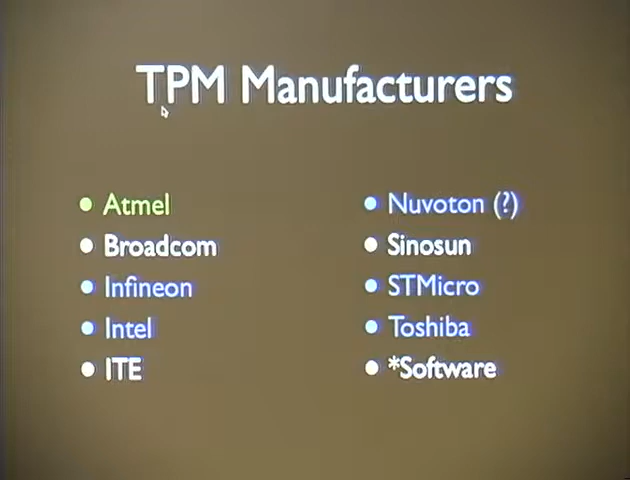 TPM Manufacturers
• Atmel
• Broadcom
• Infineon
• Intel
• ITE
• Nuvoton (?)
• Sinosun
• STMicro
• Toshiba
• *Software